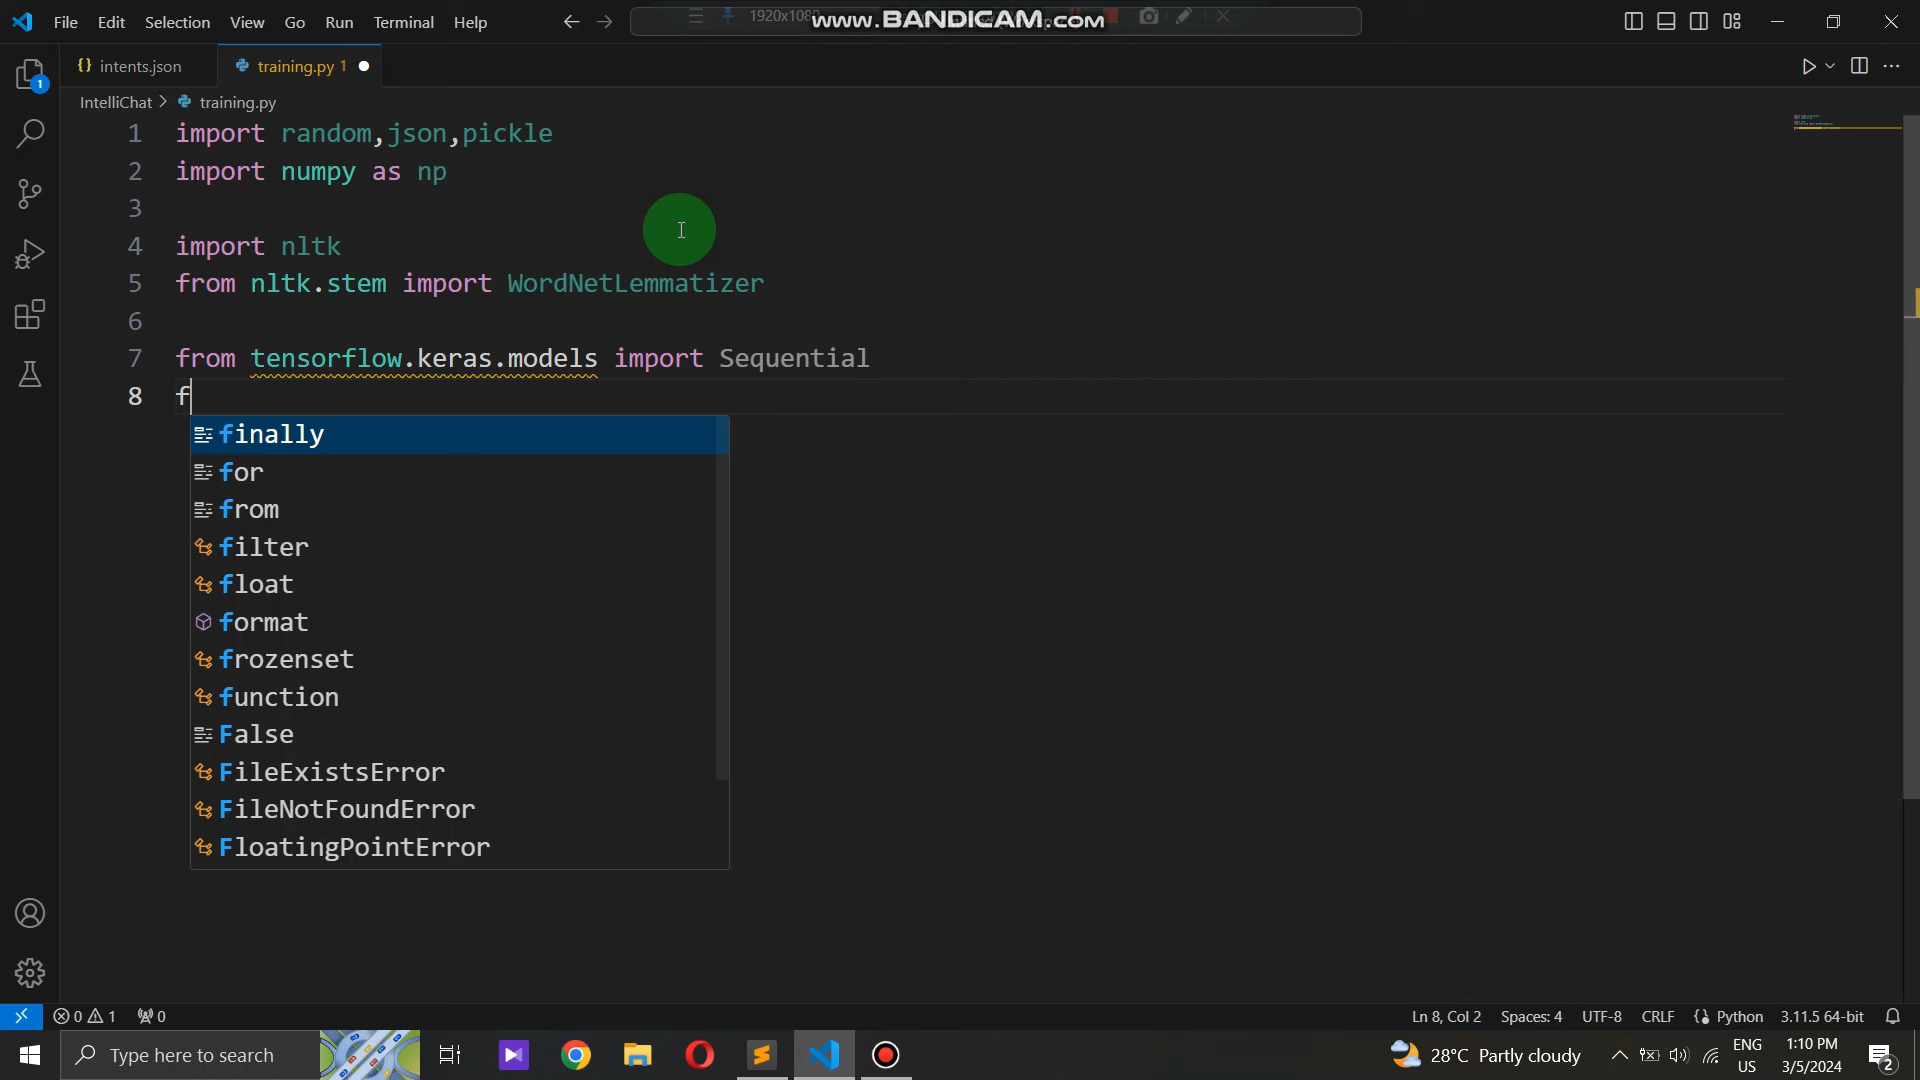 File Edit Selection View Go Run Terminal Help
1920x1080
www.BANDICAM.com
intents.json
training.py 1
IntelliChat > training.py
1 import random,json,pickle
2 import numpy as np
3
4 import nltk
5 from nltk.stem import WordNetLemmatizer
6
7 from tensorflow.keras.models import Sequential
8 f
finally
for
from
filter
float
format
frozenset
function
False
FileExistsError
FileNotFoundError
FloatingPointError
1
0 1 0
Ln 8, Col 2 Spaces: 4 UTF-8 CRLF Python 3.11.5 64-bit
Type here to search
28°C Partly cloudy
ENG
US
1:10 PM
3/5/2024
2